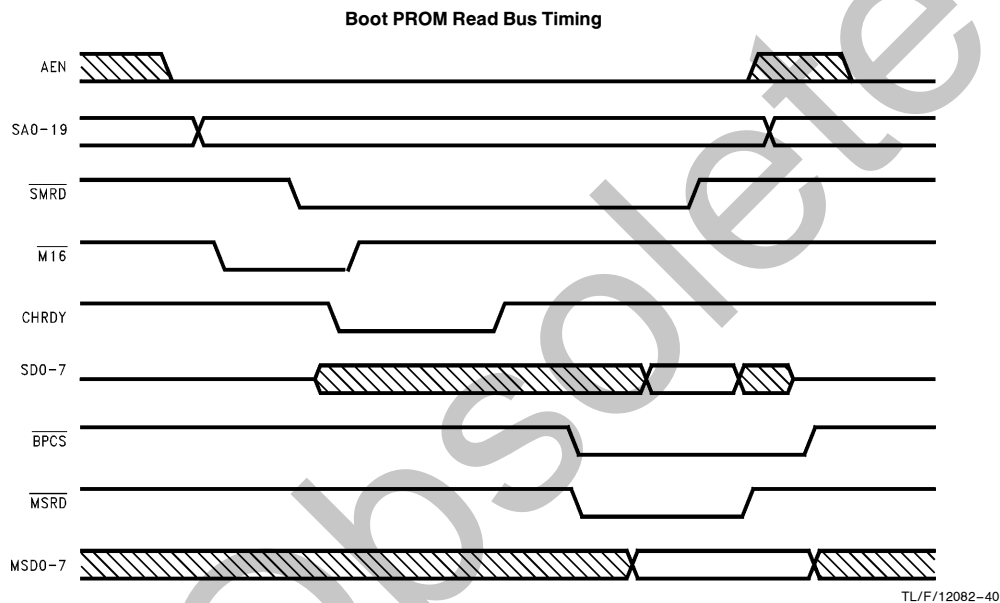 Boot PROM Read Bus Timing
AEN
SA0-19
SMRD
M16
CHRDY
SD0-7
BPCS
MSRD
MSD0-7
TL/F/12082-40
Obsolete